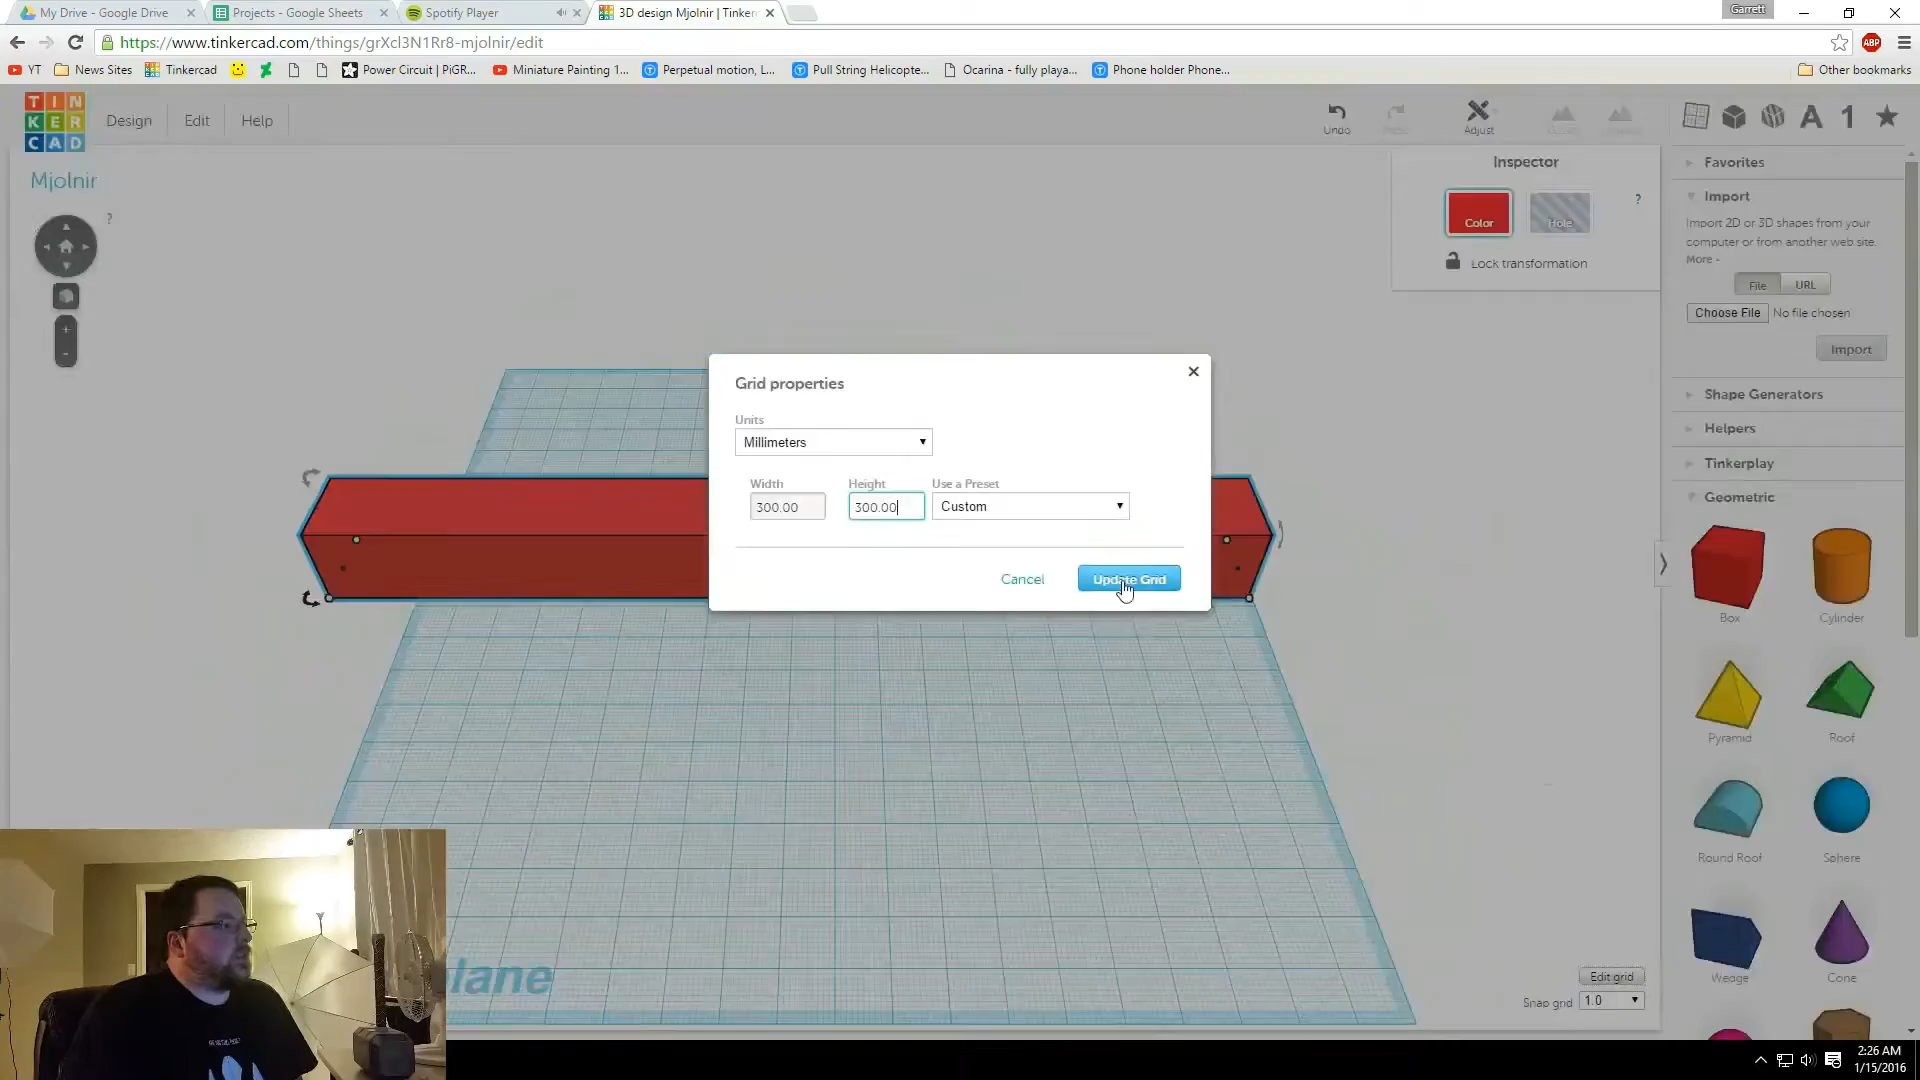 My Drive - Google Drive
Projects - Google Sheets
Spotify Player
3D design Mjolnir | Tinker
Garrett
https://www.tinkercad.com/things/grXcl3N1Rr8-mjolnir/edit
ABP
YT
News Sites
Tinkercad
Power Circuit | PiGR...
Miniature Painting 1...
Perpetual motion, L...
Pull String Helicopte...
Ocarina - fully playa...
Phone holder Phone...
Other bookmarks
TIN
KER
CAD
Design
Edit
Help
Undo
Adjust
A
1
Mjolnir
?
Inspector
Color
Hole
?
Lock transformation
Favorites
Import
Import 2D or 3D shapes from your
computer or from another web site.
More -
File
URL
Choose File
No file chosen
Import
Shape Generators
Helpers
Tinkerplay
Geometric
Box
Cylinder
Pyramid
Roof
Round Roof
Sphere
Wedge
Cone
Grid properties
Units
Millimeters
Width
Height
Use a Preset
300.00
300.00
Custom
Cancel
Update Grid
plane
Edit grid
Snap grid
1.0
2:26 AM
1/15/2016